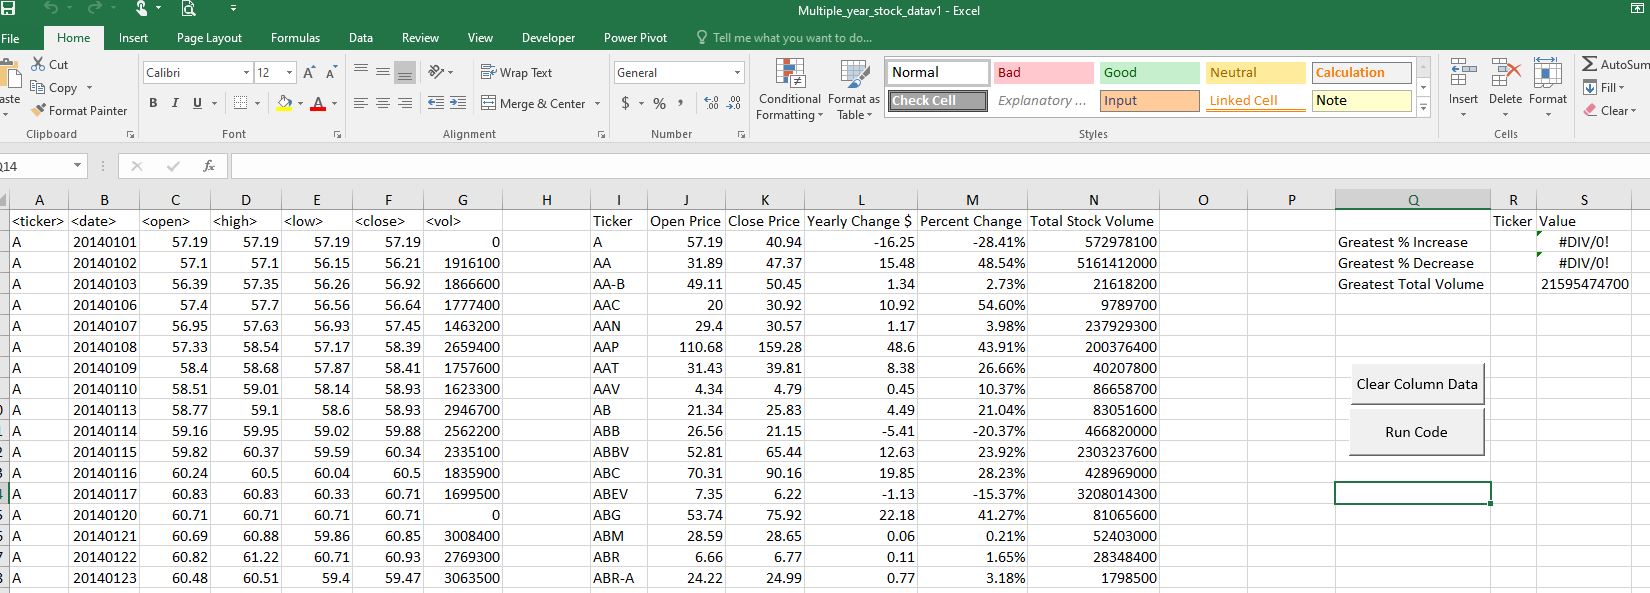 Multiple_year_stock_datav1 - Excel
File Home Insert Page Layout Formulas Data Review View Developer Power Pivot Tell me what you want to do...
Cut
Copy
Format Painter
Clipboard
Calibri 12
B I U
Font
Wrap Text
Merge & Center
Alignment
General
$ %
Number
Conditional Formatting
Format as Table
Normal Bad Good Neutral Calculation
Check Cell Explanatory ... Input Linked Cell Note
Styles
Insert Delete Format
Cells
Fill
Clear
fx
A B C D E F G H I J K L M N O P Q R S
<ticker> <date> <open> <high> <low> <close> <vol> Ticker Open Price Close Price Yearly Change $ Percent Change Total Stock Volume Ticker Value
A 20140101 57.19 57.19 57.19 57.19 0 A 57.19 40.94 -16.25 -28.41% 572978100 Greatest % Increase #DIV/0!
A 20140102 57.1 57.1 56.15 56.21 1916100 AA 31.89 47.37 15.48 48.54% 5161412000 Greatest % Decrease #DIV/0!
A 20140103 56.39 57.35 56.26 56.92 1866600 AA-B 49.11 50.45 1.34 2.73% 21618200 Greatest Total Volume 21595474700
A 20140106 57.4 57.7 56.56 56.64 1777400 AAC 20 30.92 10.92 54.60% 9789700
A 20140107 56.95 57.63 56.93 57.45 1463200 AAN 29.4 30.57 1.17 3.98% 237929300
A 20140108 57.33 58.54 57.17 58.39 2659400 AAP 110.68 159.28 48.6 43.91% 200376400
A 20140109 58.4 58.68 57.87 58.41 1757600 AAT 31.43 39.81 8.38 26.66% 40207800
A 20140110 58.51 59.01 58.14 58.93 1623300 AAV 4.34 4.79 0.45 10.37% 86658700
Clear Column Data
A 20140113 58.77 59.1 58.6 58.93 2946700 AB 21.34 25.83 4.49 21.04% 83051600
A 20140114 59.16 59.95 59.02 59.88 2562200 ABB 26.56 21.15 -5.41 -20.37% 466820000
Run Code
A 20140115 59.82 60.37 59.59 60.34 2335100 ABBV 52.81 65.44 12.63 23.92% 2303237600
A 20140116 60.24 60.5 60.04 60.5 1835900 ABC 70.31 90.16 19.85 28.23% 428969000
A 20140117 60.83 60.83 60.33 60.71 1699500 ABEV 7.35 6.22 -1.13 -15.37% 3208014300
A 20140120 60.71 60.71 60.71 60.71 0 ABG 53.74 75.92 22.18 41.27% 81065600
A 20140121 60.69 60.88 59.86 60.85 3008400 ABM 28.59 28.65 0.06 0.21% 52403000
A 20140122 60.82 61.22 60.71 60.93 2769300 ABR 6.66 6.77 0.11 1.65% 28348400
A 20140123 60.48 60.51 59.4 59.47 3063500 ABR-A 24.22 24.99 0.77 3.18% 1798500